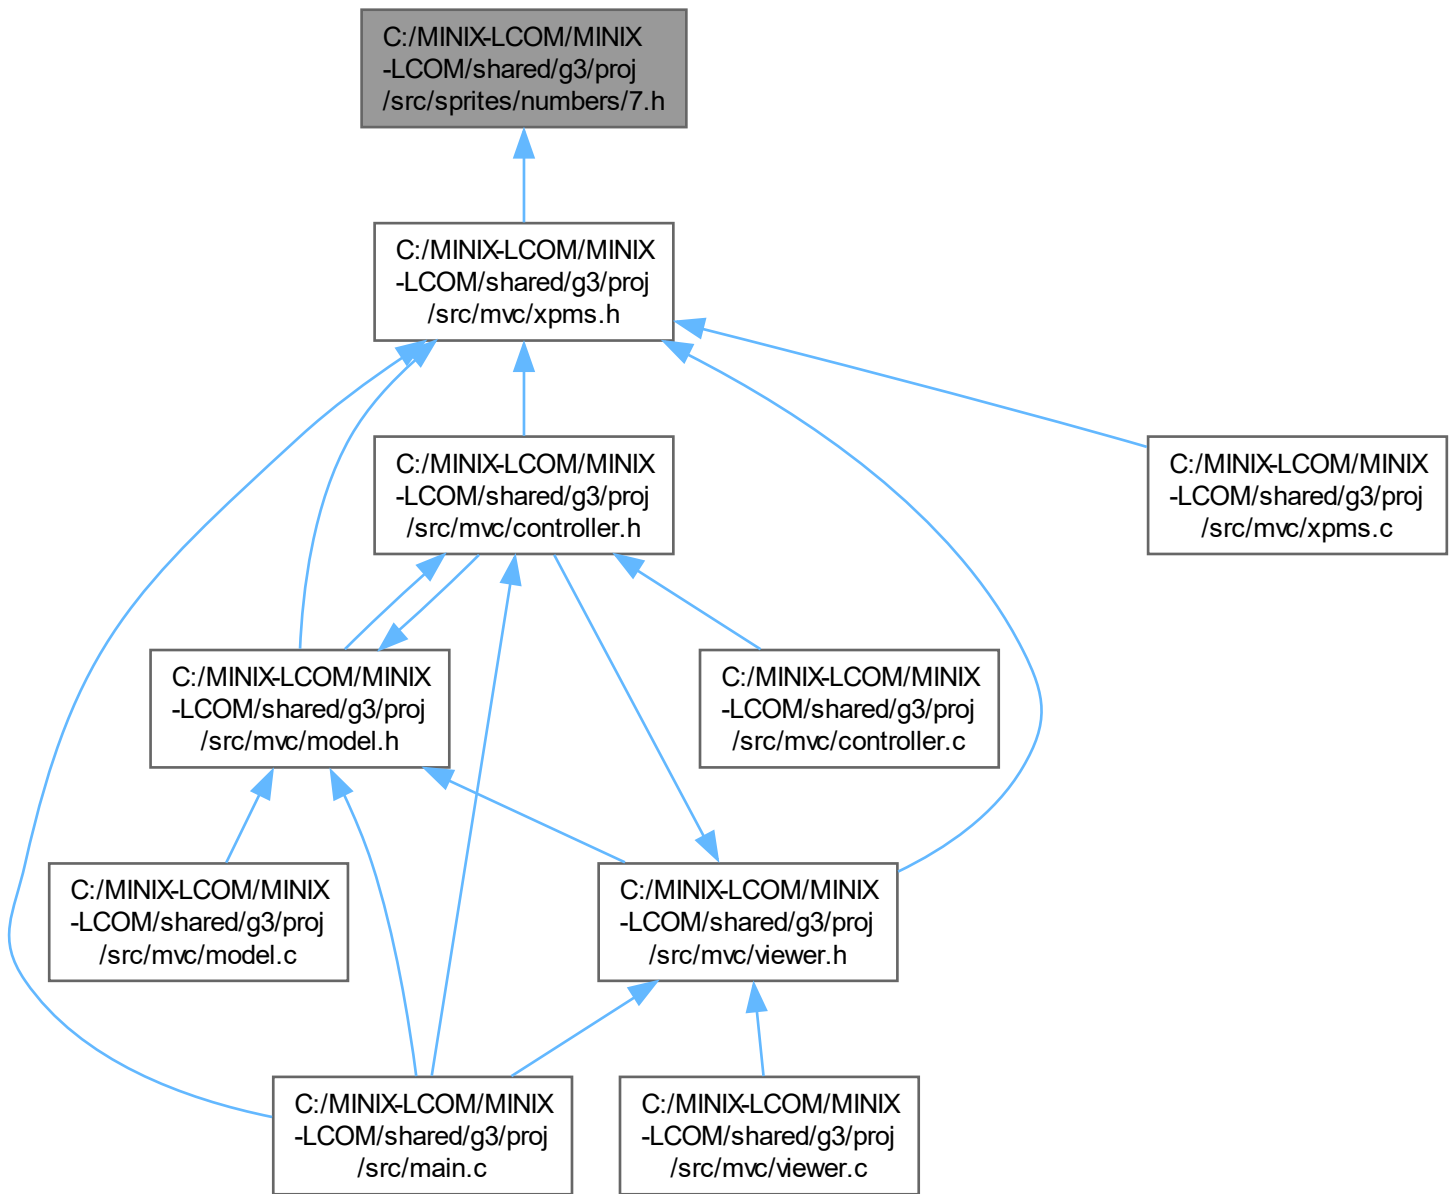 C:/MINIX-LCOM/MINIX
-LCOM/shared/g3/proj
/src/sprites/numbers/7.h
C:/MINIX-LCOM/MINIX
-LCOM/shared/g3/proj
/src/mvc/xpms.h
C:/MINIX-LCOM/MINIX
-LCOM/shared/g3/proj
/src/mvc/controller.h
C:/MINIX-LCOM/MINIX
-LCOM/shared/g3/proj
/src/mvc/xpms.c
C:/MINIX-LCOM/MINIX
-LCOM/shared/g3/proj
/src/mvc/model.h
C:/MINIX-LCOM/MINIX
-LCOM/shared/g3/proj
/src/mvc/controller.c
C:/MINIX-LCOM/MINIX
-LCOM/shared/g3/proj
/src/mvc/model.c
C:/MINIX-LCOM/MINIX
-LCOM/shared/g3/proj
/src/mvc/viewer.h
C:/MINIX-LCOM/MINIX
-LCOM/shared/g3/proj
/src/main.c
C:/MINIX-LCOM/MINIX
-LCOM/shared/g3/proj
/src/mvc/viewer.c